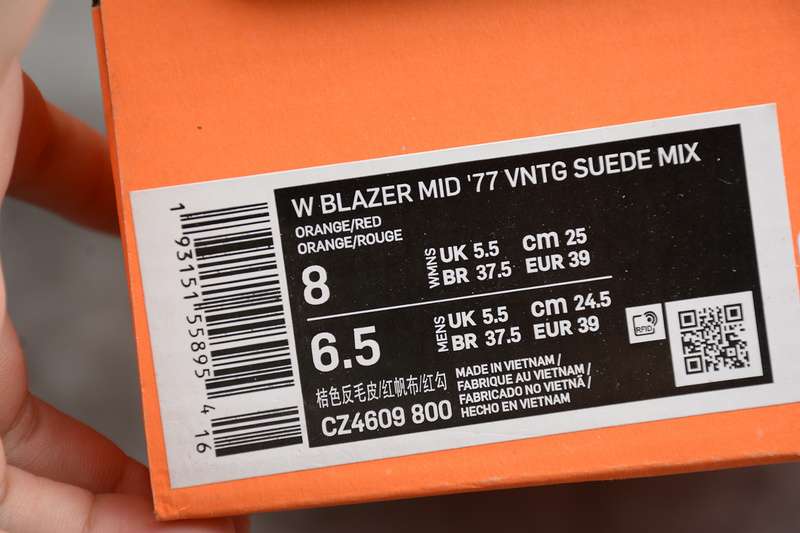 W BLAZER MID '77 VNTG SUEDE MIX
ORANGE/RED
ORANGE/ROUGE
8
WMNS
UK 5.5 cm 25
BR 37.5 EUR 39
6.5
MENS
UK 5.5 cm 24.5
BR 37.5 EUR 39
RFID
桔色反毛皮/红帆布/红勾
CZ4609 800
MADE IN VIETNAM /
FABRIQUE AU VIETNAM /
FABRICADO NO VIETNÃ /
HECHO EN VIETNAM
1 93151 55895 4 16